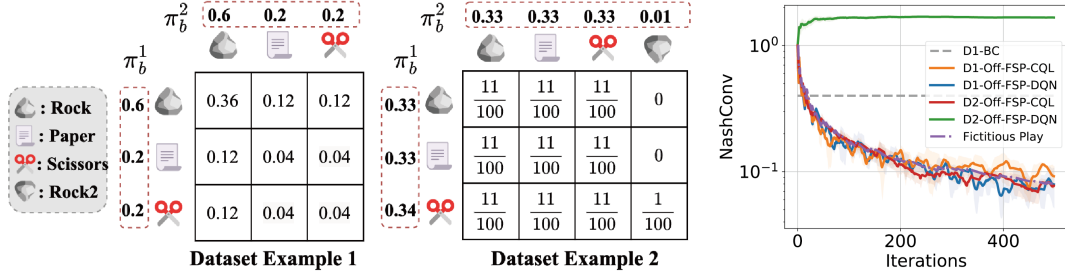 : Rock
: Paper
: Scissors
: Rock2
π_b^2 0.6 0.2 0.2
π_b^1
0.6 0.36 0.12 0.12
0.2 0.12 0.04 0.04
0.2 0.12 0.04 0.04
Dataset Example 1
π_b^2 0.33 0.33 0.33 0.01
π_b^1
0.33 11/100 11/100 11/100 0
0.33 11/100 11/100 11/100 0
0.34 11/100 11/100 11/100 1/100
Dataset Example 2
NashConv
10^0
10^-1
D1-BC
D1-Off-FSP-CQL
D1-Off-FSP-DQN
D2-Off-FSP-CQL
D2-Off-FSP-DQN
Fictitious Play
0 200 400
Iterations